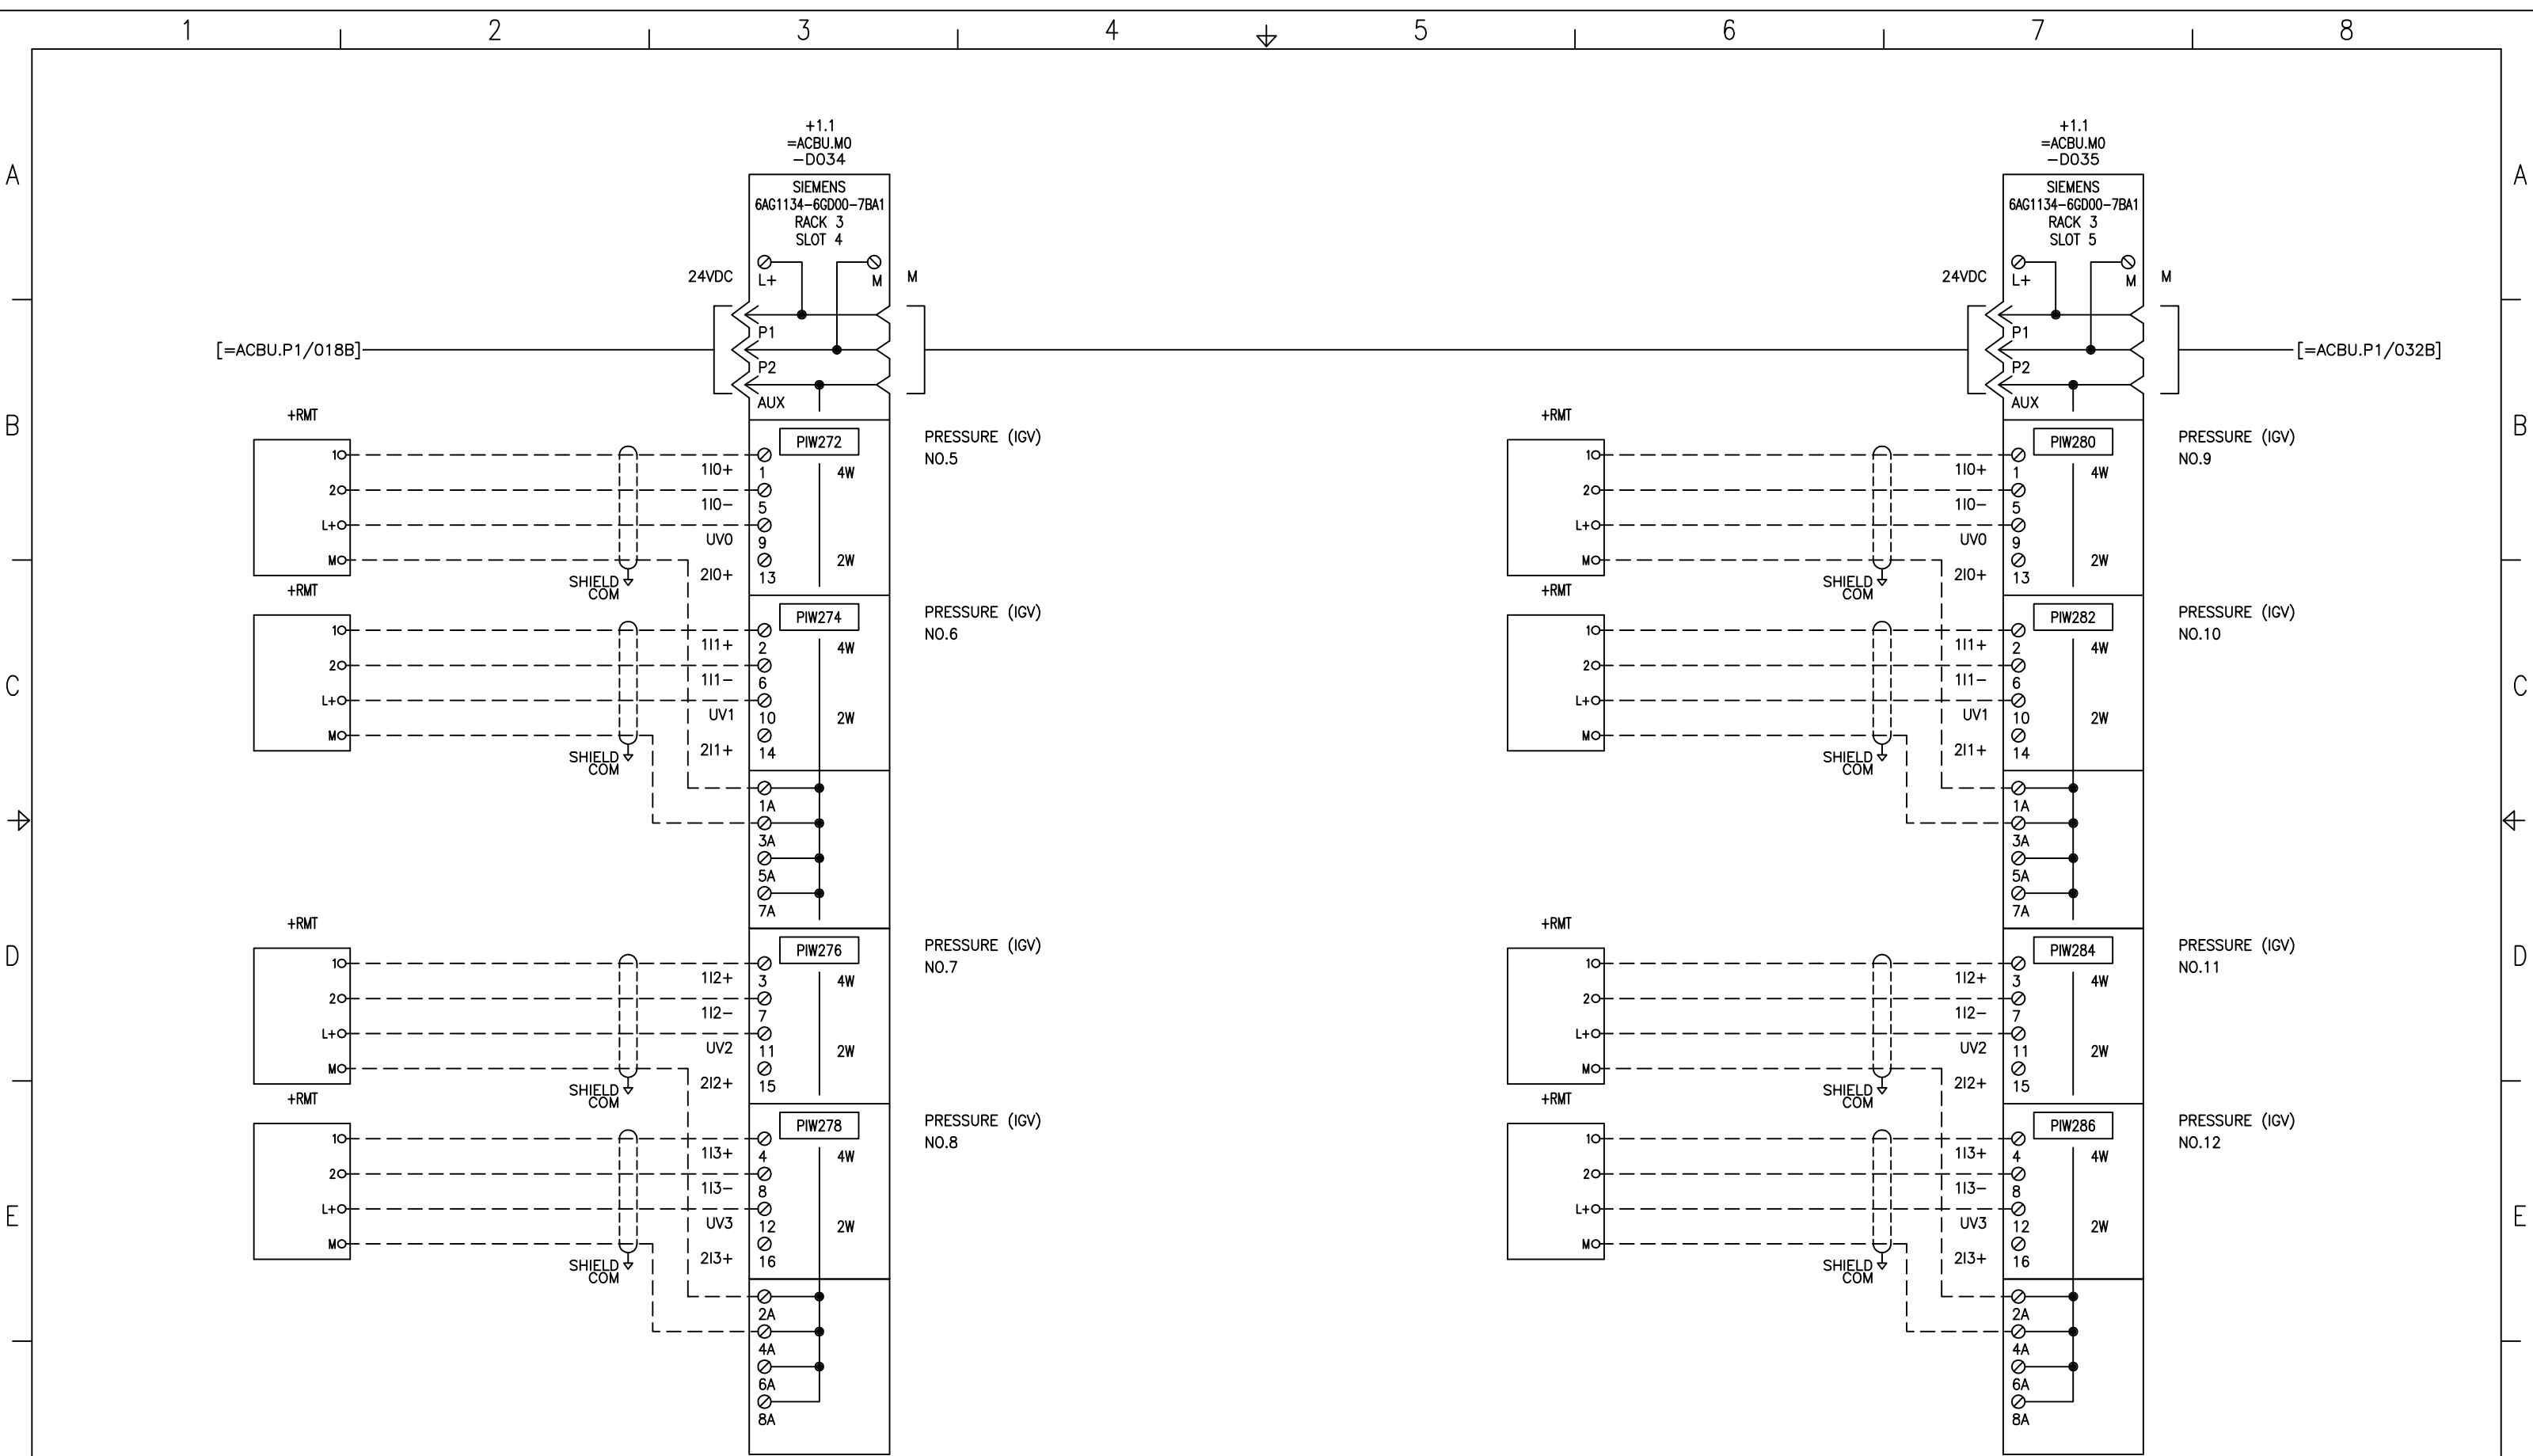 1 2 3 4 5 6 7 8
A A
B B
C C
D D
E E
+1.1
=ACBU.M0
-D034
SIEMENS
6AG1134-6GD00-7BA1
RACK 3
SLOT 4
24VDC L+ M M
P1
[=ACBU.P1/018B]
P2
AUX
+RMT
PIW272
PRESSURE (IGV)
NO.5
1
1I0+ 1 4W
2
1I0- 5
L+
UV0 9
M 2W
2I0+ 13
SHIELD
COM
+RMT
PIW274
PRESSURE (IGV)
NO.6
1
1I1+ 2 4W
2
1I1- 6
L+
UV1 10 2W
M
2I1+ 14
SHIELD
COM
1A
3A
5A
7A
+RMT
PIW276
PRESSURE (IGV)
NO.7
1
1I2+ 3 4W
2
1I2- 7
L+
UV2 11 2W
M
2I2+ 15
SHIELD
COM
+RMT
PIW278
PRESSURE (IGV)
NO.8
1
1I3+ 4 4W
2
1I3- 8
L+
UV3 12 2W
M
2I3+ 16
SHIELD
COM
2A
4A
6A
8A
+1.1
=ACBU.M0
-D035
SIEMENS
6AG1134-6GD00-7BA1
RACK 3
SLOT 5
24VDC L+ M M
P1
[=ACBU.P1/032B]
P2
AUX
+RMT
PIW280
PRESSURE (IGV)
NO.9
1
1I0+ 1 4W
2
1I0- 5
L+
UV0 9
M 2W
2I0+ 13
SHIELD
COM
+RMT
PIW282
PRESSURE (IGV)
NO.10
1
1I1+ 2 4W
2
1I1- 6
L+
UV1 10 2W
M
2I1+ 14
SHIELD
COM
1A
3A
5A
7A
+RMT
PIW284
PRESSURE (IGV)
NO.11
1
1I2+ 3 4W
2
1I2- 7
L+
UV2 11 2W
M
2I2+ 15
SHIELD
COM
+RMT
PIW286
PRESSURE (IGV)
NO.12
1
1I3+ 4 4W
2
1I3- 8
L+
UV3 12 2W
M
2I3+ 16
SHIELD
COM
2A
4A
6A
8A